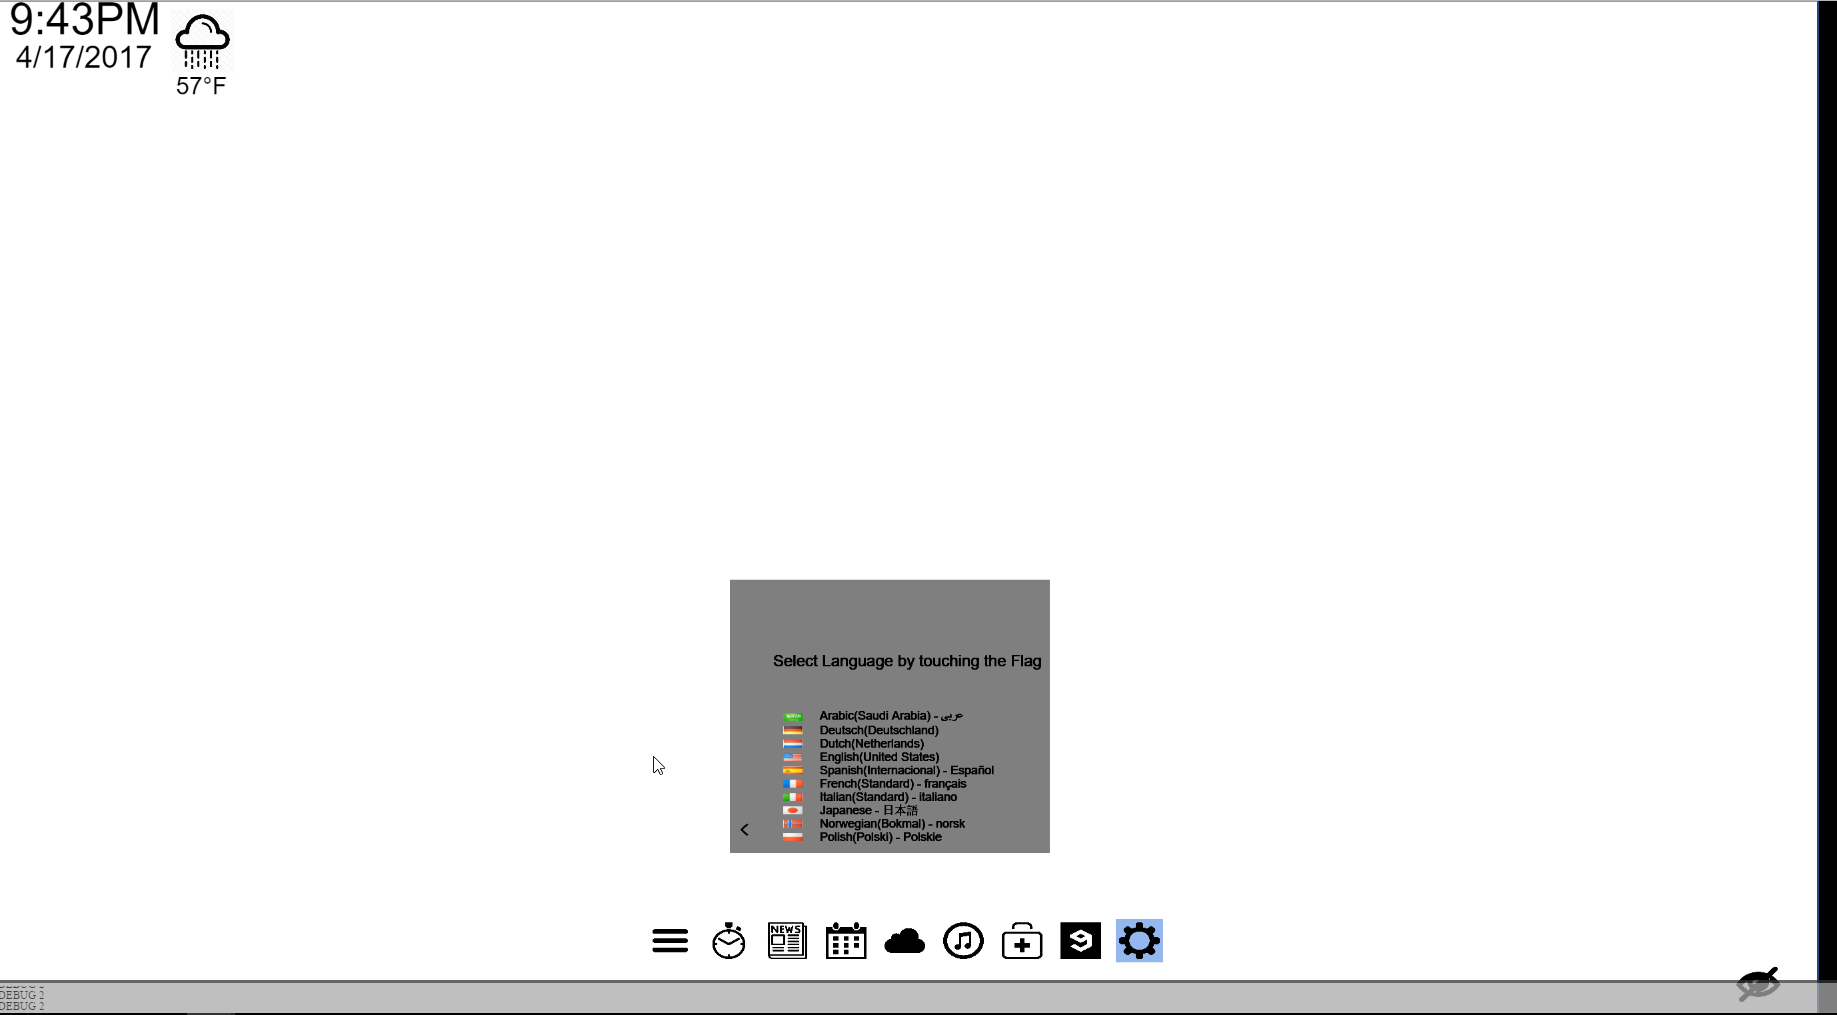 9:43PM
4/17/2017
57°F
Select Language by touching the Flag
Arabic(Saudi Arabia) - عربى
Deutsch(Deutschland)
Dutch(Netherlands)
English(United States)
Spanish(Internacional) - Español
French(Standard) - français
Italian(Standard) - italiano
Japanese - 日本語
Norwegian(Bokmal) - norsk
Polish(Polski) - Polskie
<
NEWS
9
DEBUG 2
DEBUG 2